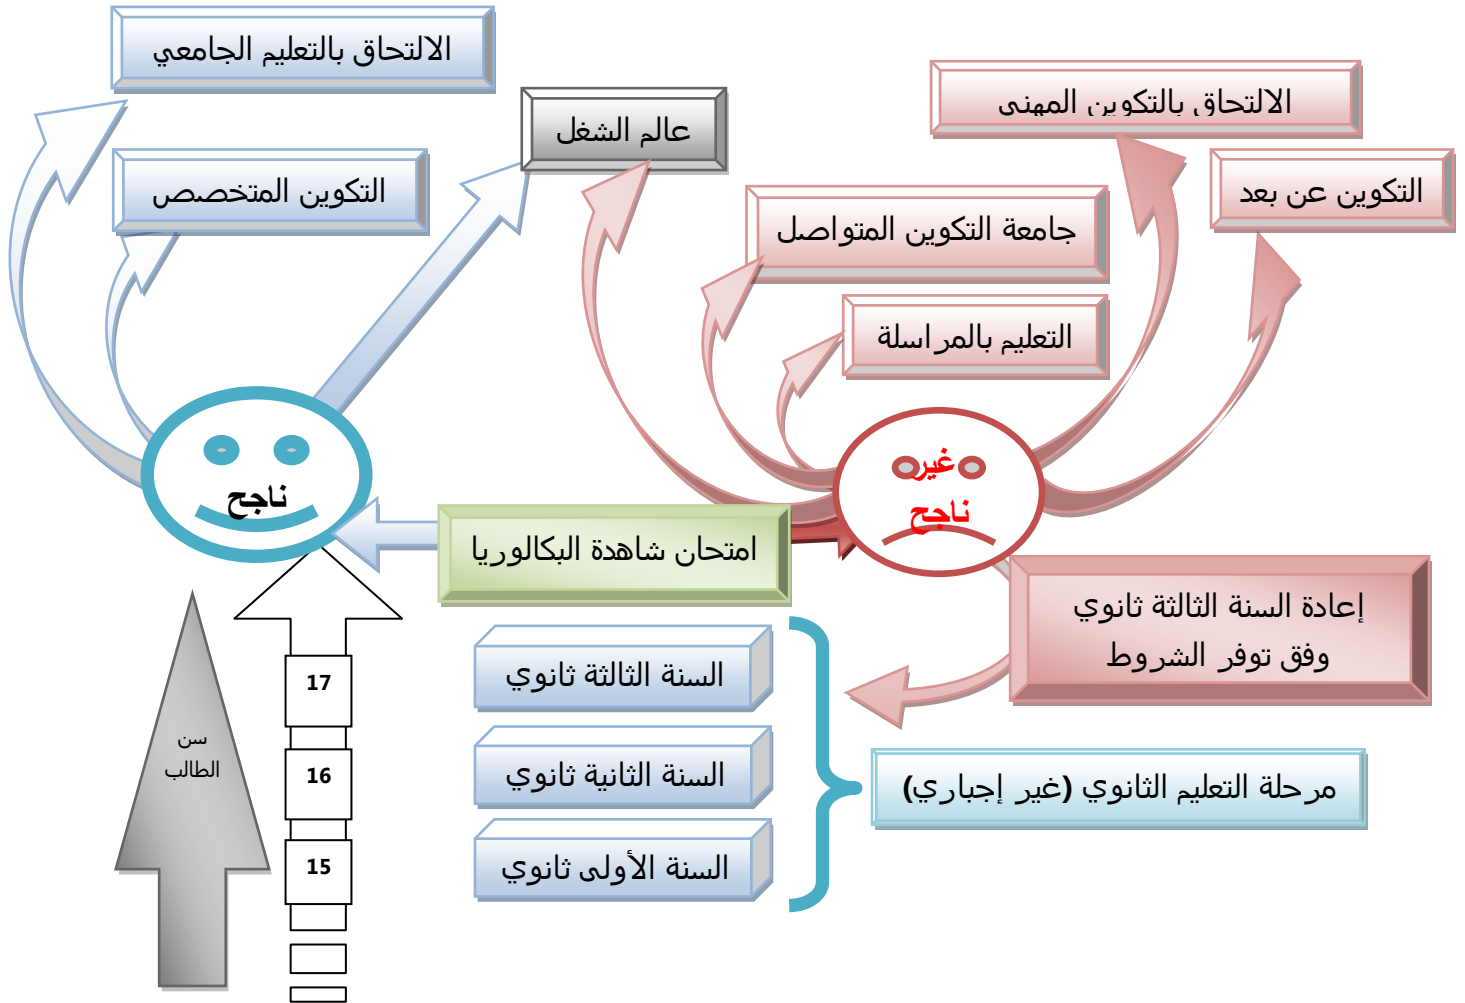 الالتحاق بالتعليم الجامعي
الالتحاق بالتكوين المهني
عالم الشغل
التكوين المتخصص
التكوين عن بعد
جامعة التكوين المتواصل
التعليم بالمراسلة
غير
ناجح
ناجح
امتحان شاهدة البكالوريا
إعادة السنة الثالثة ثانوي
وفق توفر الشروط
السنة الثالثة ثانوي
17
سن
الطالب
السنة الثانية ثانوي
16
مرحلة التعليم الثانوي (غير إجباري)
السنة الأولى ثانوي
15